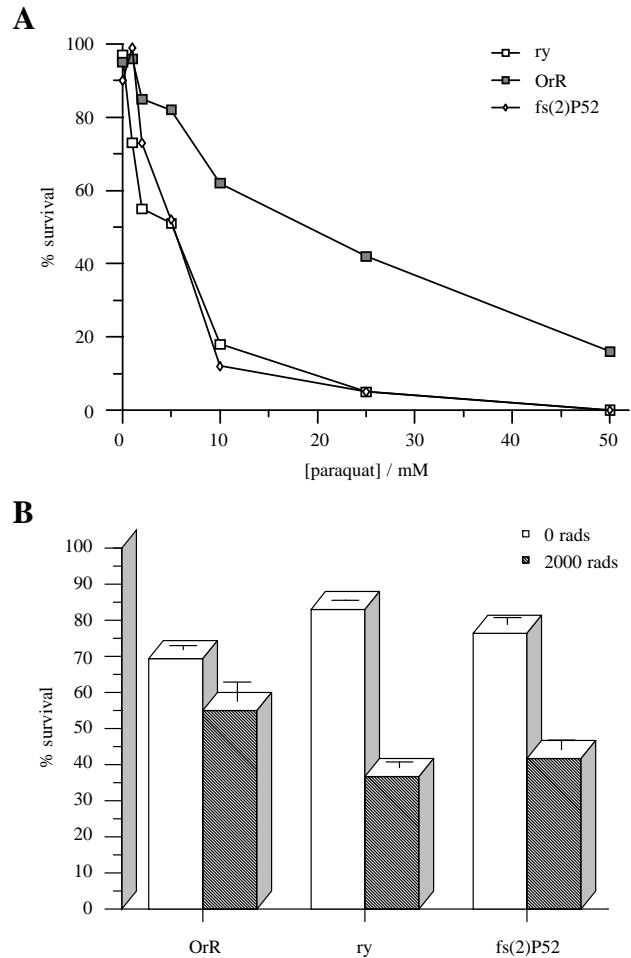 A
100
80
60
40
20
0
% survival
ry
OrR
fs(2)P52
0 10 20 30 40 50
[paraquat] / mM
B
100
90
80
70
60
50
40
30
20
10
0
% survival
0 rads
2000 rads
OrR ry fs(2)P52